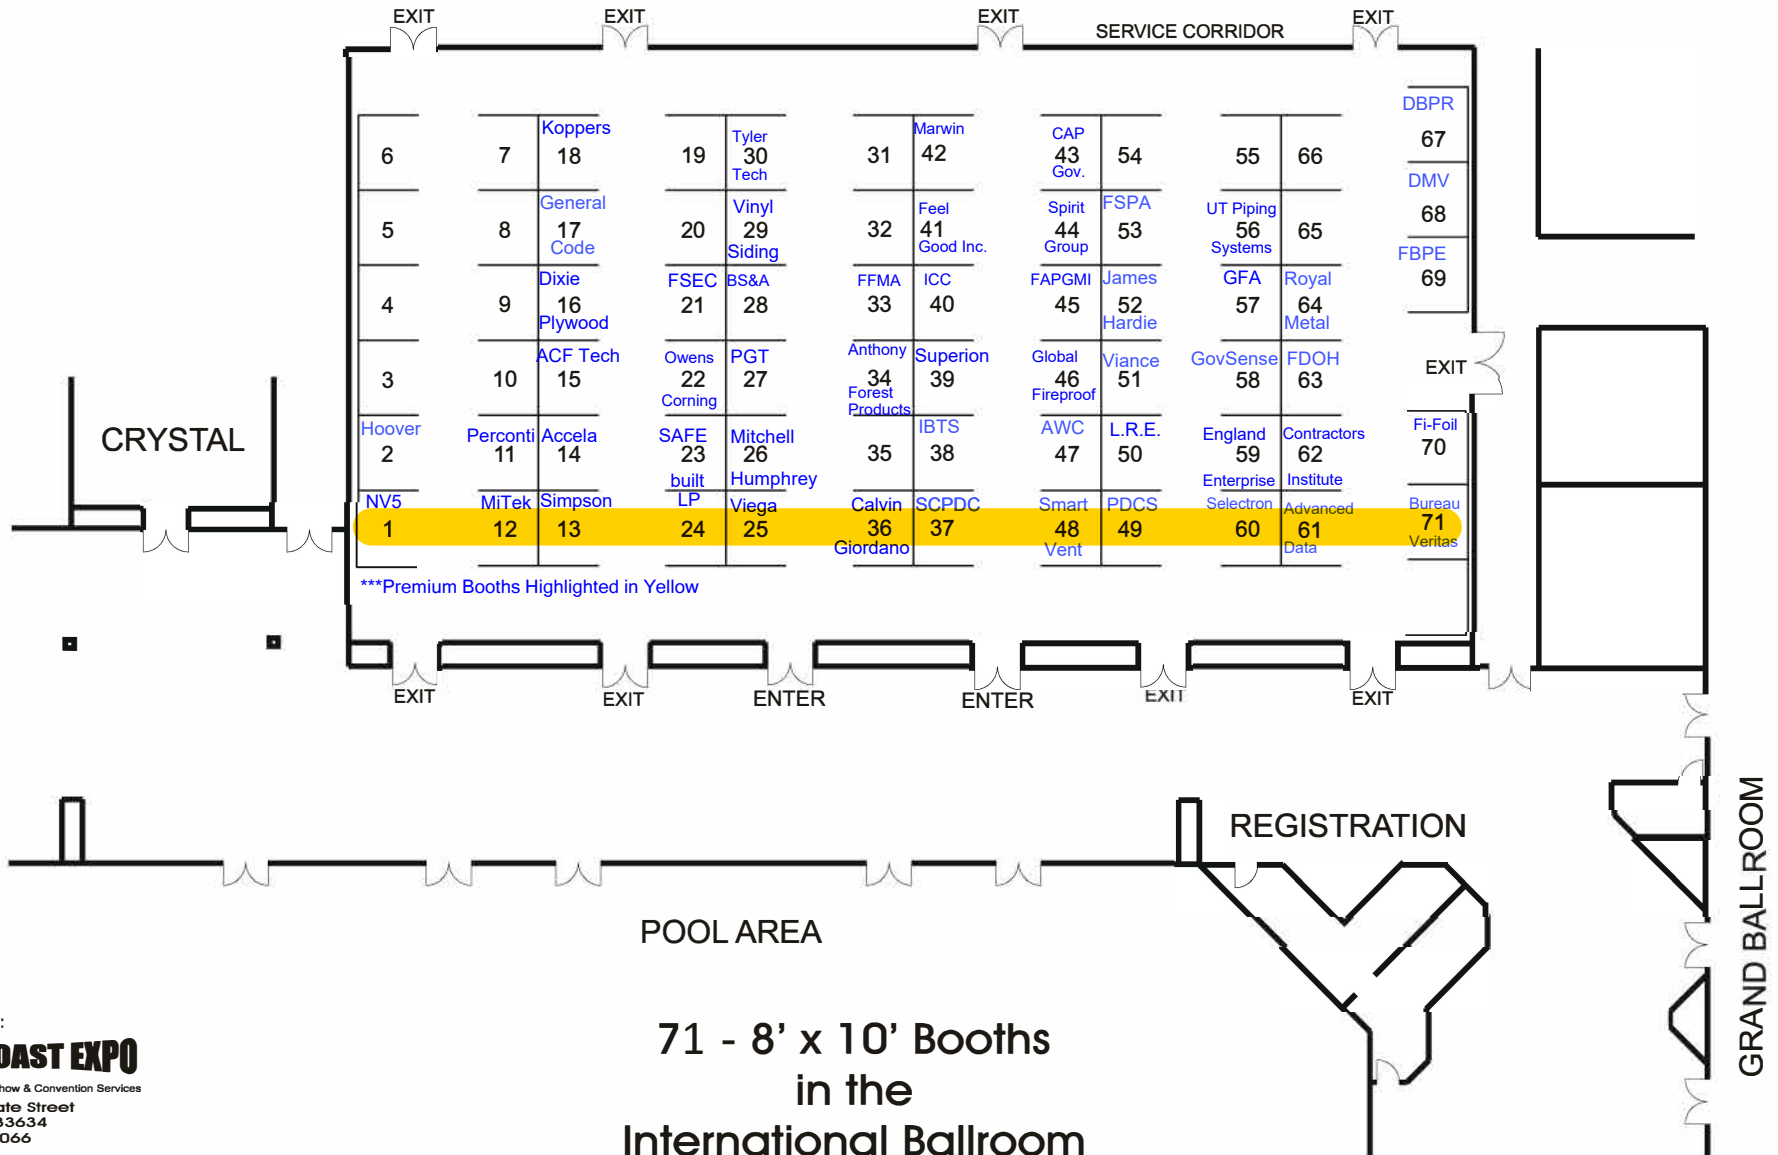 EXIT EXIT EXIT SERVICE CORRIDOR EXIT
DBPR
67
Koppers Tyler Marwin CAP
6 7 18 19 30 31 42 43 54 55 66
Tech Gov.
DMV
68
General Vinyl Feel Spirit FSPA UT Piping
5 8 17 20 29 32 41 44 53 56 65
Code Siding Good Inc. Group Systems
FBPE
69
Dixie FSEC BS&A FFMA ICC FAPGMI James GFA Royal
4 9 16 21 28 33 40 45 52 57 64
Plywood Hardie Metal
ACF Tech Owens PGT Anthony Superion Global Viance GovSense FDOH
3 10 15 22 27 34 39 46 51 58 63
Corning Forest Fireproof
Products
EXIT
CRYSTAL
Hoover Perconti Accela SAFE Mitchell IBTS AWC L.R.E. England Contractors Fi-Foil
2 11 14 23 26 35 38 47 50 59 62 70
built Humphrey Enterprise Institute
NV5 MiTek Simpson LP Viega Calvin SCPDC Smart PDCS Selectron Advanced Bureau
1 12 13 24 25 36 37 48 49 60 61 71
Giordano Vent Data Veritas
***Premium Booths Highlighted in Yellow
EXIT EXIT ENTER ENTER EXIT EXIT
REGISTRATION
POOL AREA
GRAND BALLROOM
:
OAST EXPO
how & Convention Services
ate Street
33634
066
71 - 8' x 10' Booths
in the
International Ballroom